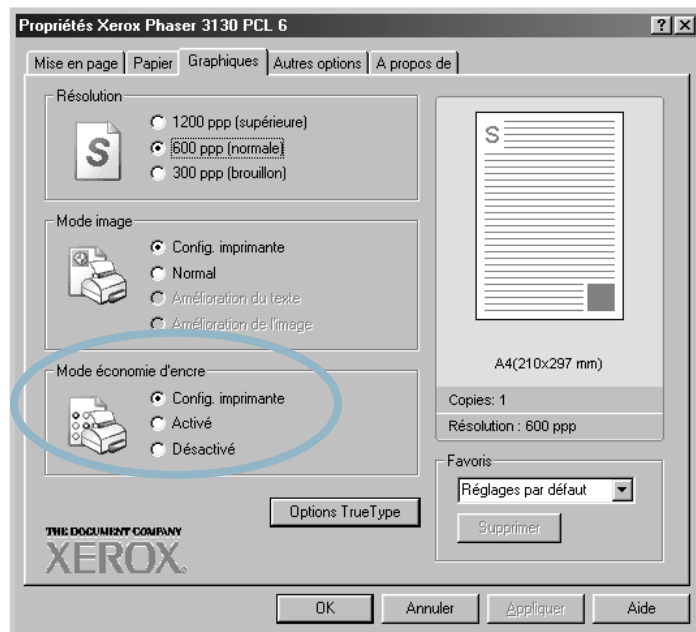 Propriétés Xerox Phaser 3130 PCL 6
Mise en page
Papier
Graphiques
Autres options
A propos de
Résolution
S
1200 ppp (supérieure)
600 ppp (normale)
300 ppp (brouillon)
Mode image
Config. imprimante
Normal
Amélioration du texte
Amélioration de l'image
Mode économie d'encre
Config. imprimante
Activé
Désactivé
Options TrueType
THE DOCUMENT COMPANY
XEROX
S
A4(210x297 mm)
Copies: 1
Résolution : 600 ppp
Favoris
Réglages par défaut
Supprimer
OK
Annuler
Appliquer
Aide